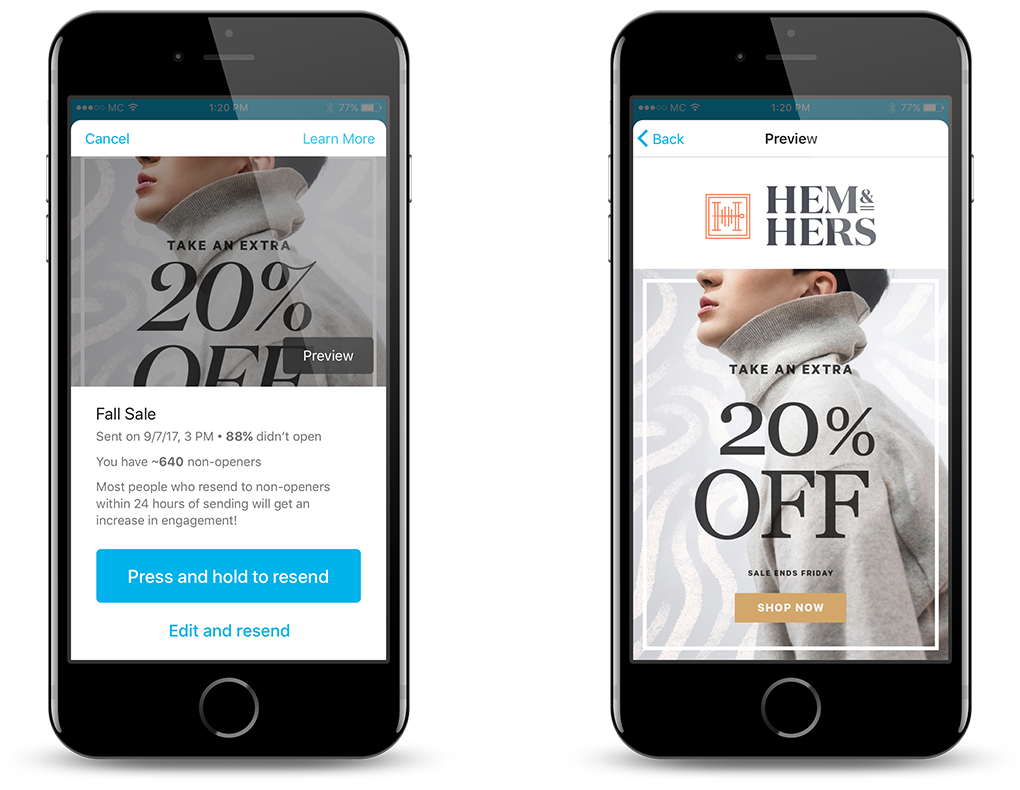 MC 1:20 PM 77%
Cancel Learn More
TAKE AN EXTRA
20%
OFF
Preview
Fall Sale
Sent on 9/7/17, 3 PM • 88% didn't open
You have ~640 non-openers
Most people who resend to non-openers
within 24 hours of sending will get an
increase in engagement!
Press and hold to resend
Edit and resend
MC 1:20 PM 77%
Back Preview
H
HEM &
HERS
TAKE AN EXTRA
20%
OFF
SALE ENDS FRIDAY
SHOP NOW